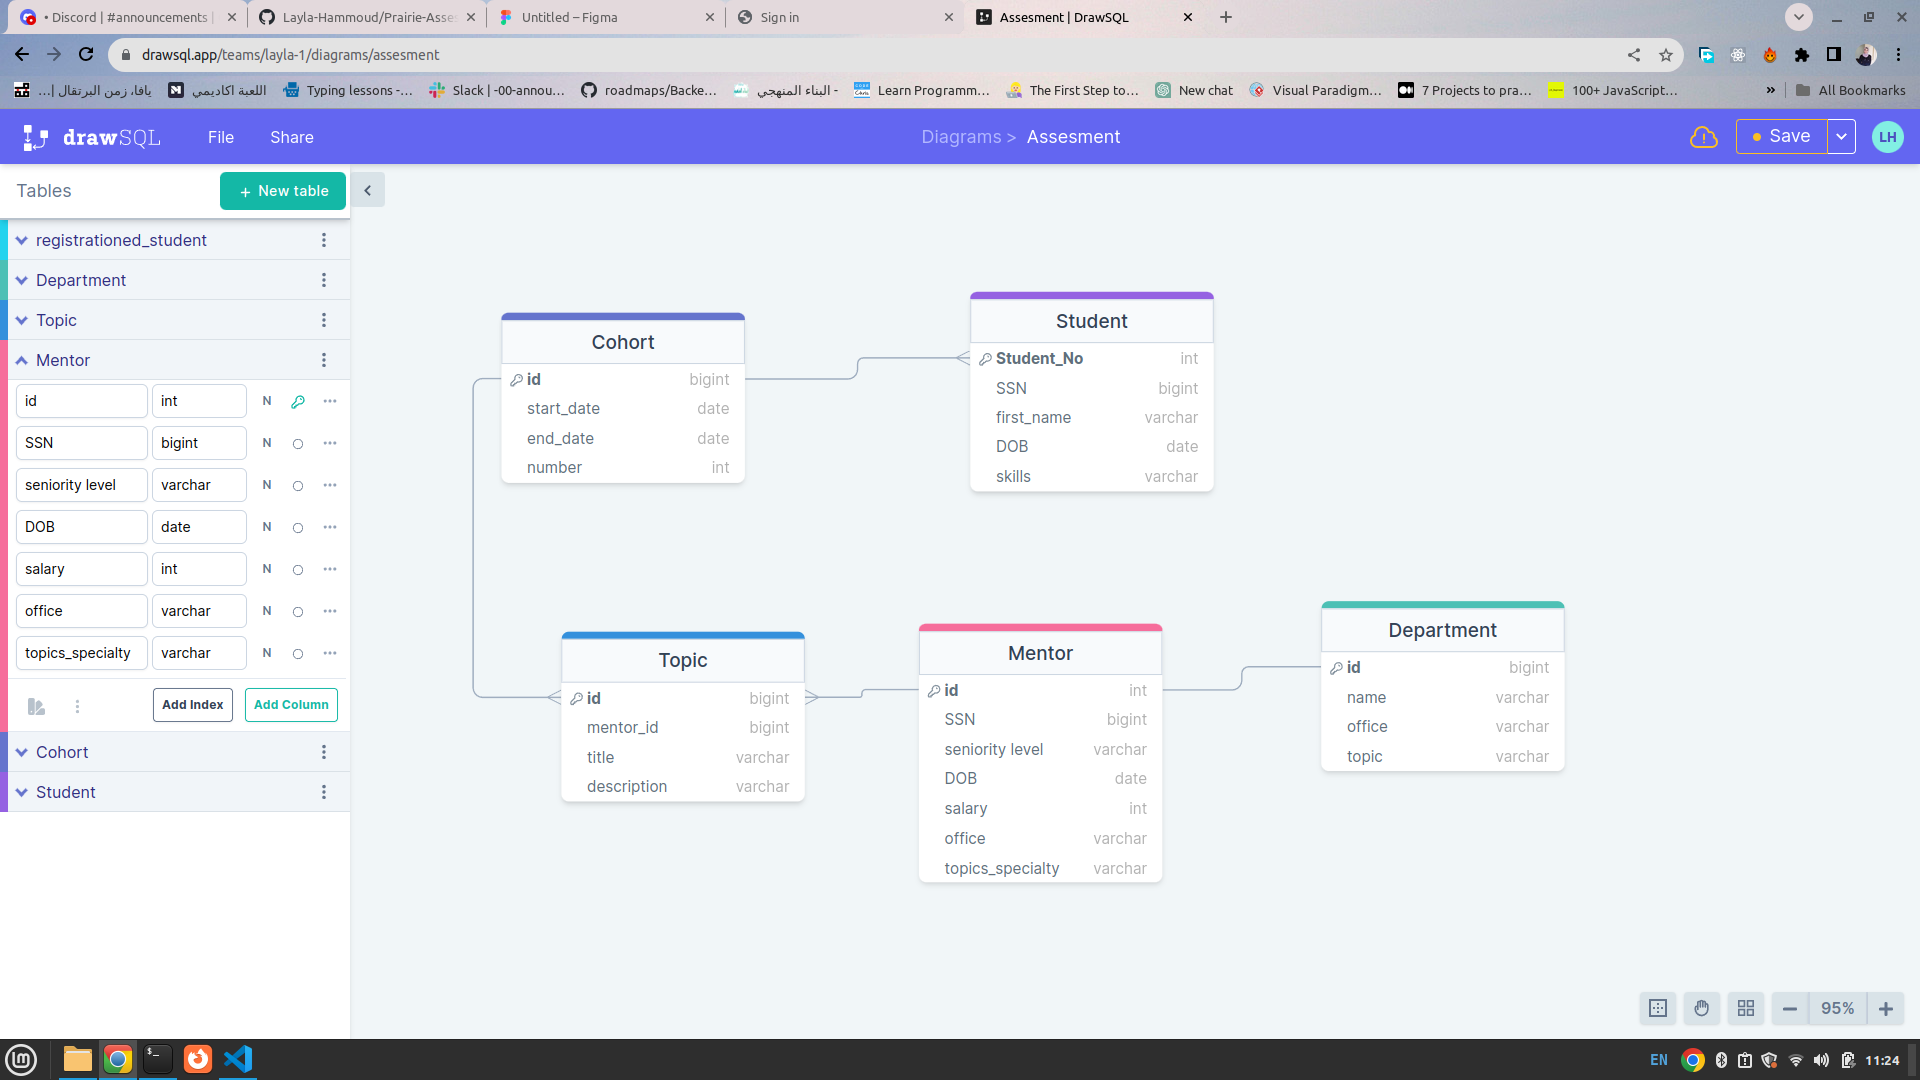 • Discord | #announcements |
Layla-Hammoud/Prairie-Asses
Untitled – Figma
Sign in
Assesment | DrawSQL
drawsql.app/teams/layla-1/diagrams/assesment
يافا، زمن البرتقال |...
اللعبة اكاديمي
Typing lessons -...
Slack | -00-annou...
roadmaps/Backe...
البناء المنهجي -
Learn Programm...
The First Step to...
New chat
Visual Paradigm...
7 Projects to pra...
100+ JavaScript...
»
All Bookmarks
drawSQL
File
Share
Diagrams > Assesment
Save
LH
Tables
+ New table
registrationed_student
Department
Topic
Mentor
id int N
SSN bigint N
seniority level varchar N
DOB date N
salary int N
office varchar N
topics_specialty varchar N
Add Index
Add Column
Cohort
Student
Cohort
id bigint
start_date date
end_date date
number int
Student
Student_No int
SSN bigint
first_name varchar
DOB date
skills varchar
Topic
id bigint
mentor_id bigint
title varchar
description varchar
Mentor
id int
SSN bigint
seniority level varchar
DOB date
salary int
office varchar
topics_specialty varchar
Department
id bigint
name varchar
office varchar
topic varchar
95%
EN
11:24